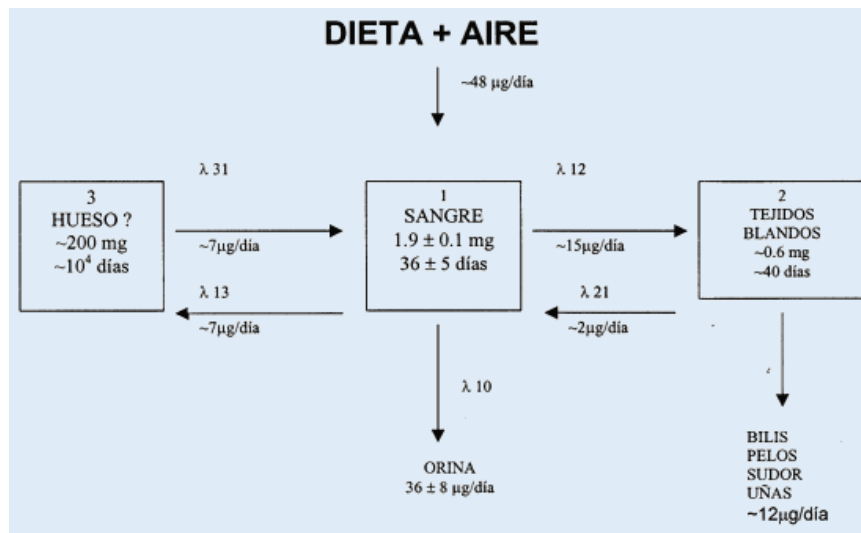 DIETA + AIRE
~48 µg/día
λ 31
λ 12
3
HUESO ?
~200 mg
~10⁴ días
~7µg/día
λ 13
~7µg/día
1
SANGRE
1.9 ± 0.1 mg
36 ± 5 días
~15µg/día
λ 21
~2µg/día
2
TEJIDOS
BLANDOS
~0.6 mg
~40 días
λ 10
ORINA
36 ± 8 µg/día
BILIS
PELOS
SUDOR
UÑAS
~12µg/día